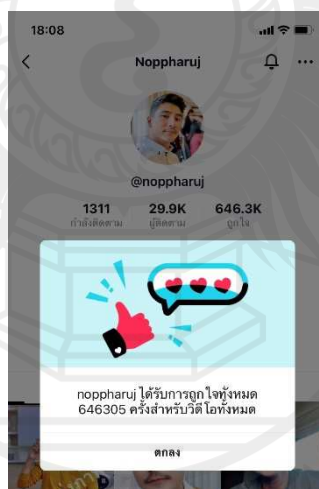 18:08
Noppharuj
@noppharuj
1311 29.9K 646.3K
กำลังติดตาม ผู้ติดตาม ถูกใจ
noppharuj ได้รับการถูกใจทั้งหมด
646305 ครั้งสำหรับวิดีโอทั้งหมด
ตกลง